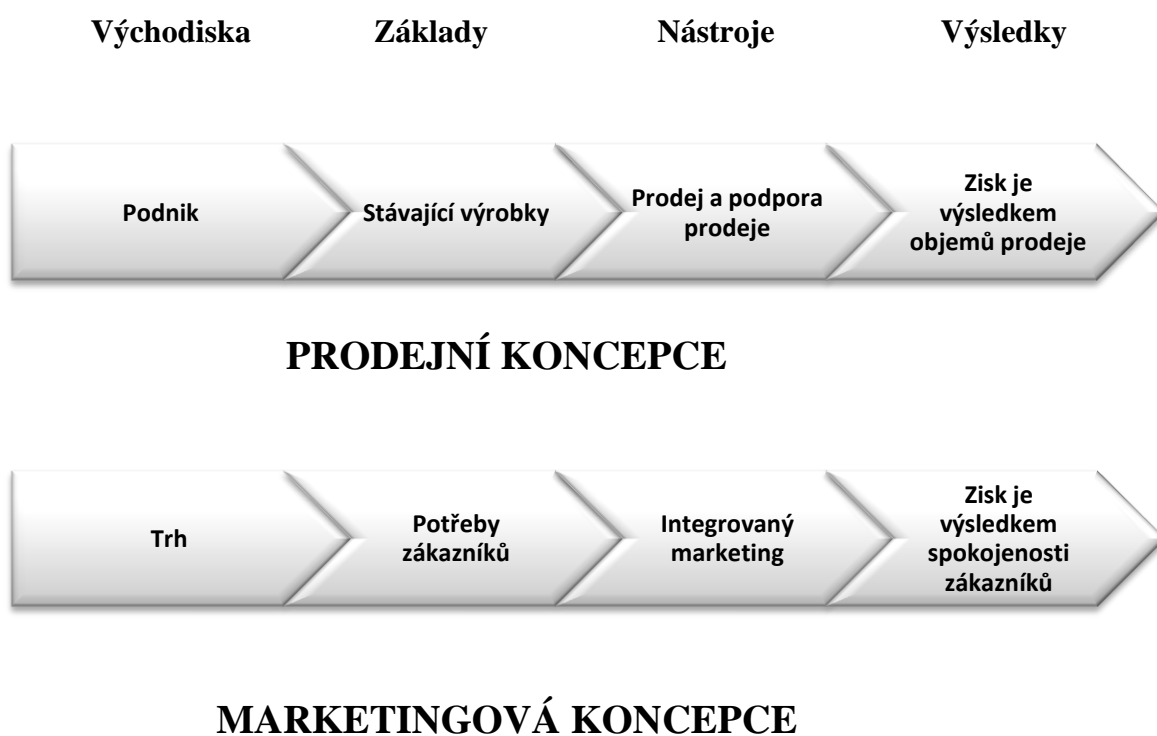 Východiska Základy Nástroje Výsledky
Podnik
Stávající výrobky
Prodej a podpora
prodeje
Zisk je
výsledkem
objemů prodeje
PRODEJNÍ KONCEPCE
Trh
Potřeby
zákazníků
Integrovaný
marketing
Zisk je
výsledkem
spokojenosti
zákazníků
MARKETINGOVÁ KONCEPCE